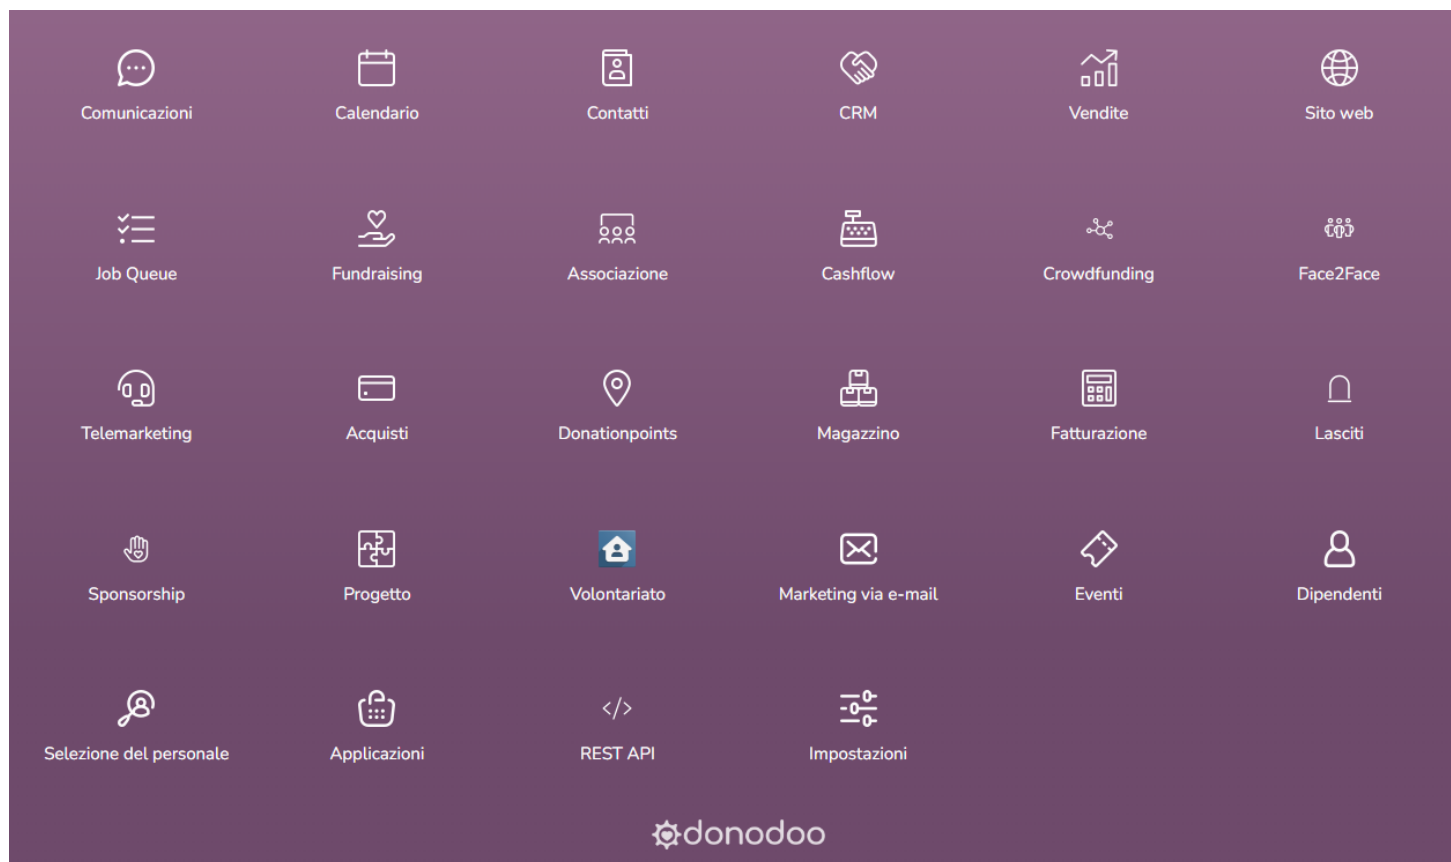 Comunicazioni
Calendario
Contatti
CRM
Vendite
Sito web
Job Queue
Fundraising
Associazione
Cashflow
Crowdfunding
Face2Face
Telemarketing
Acquisti
Donationpoints
Magazzino
Fatturazione
Lasciti
Sponsorship
Progetto
Volontariato
Marketing via e-mail
Eventi
Dipendenti
Selezione del personale
Applicazioni
</>
REST API
Impostazioni
donodoo